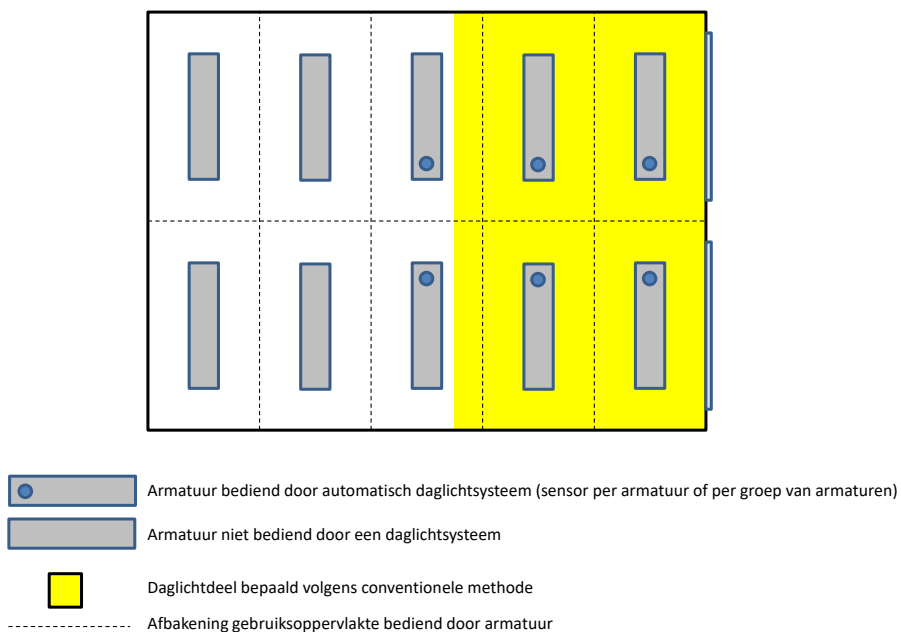 Armatuur bediend door automatisch daglichtsysteem (sensor per armatuur of per groep van armaturen)
Armatuur niet bediend door een daglichtsysteem
Daglichtdeel bepaald volgens conventionele methode
Afbakening gebruiksoppervlakte bediend door armatuur